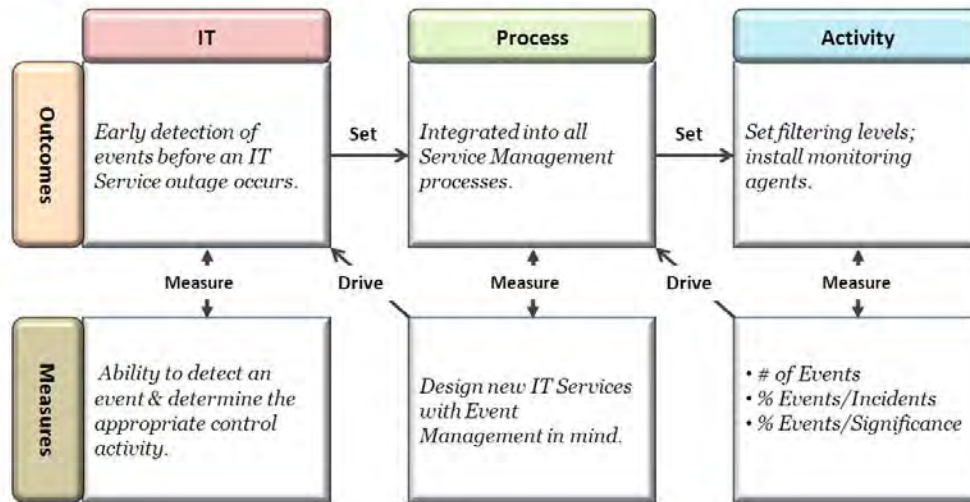 IT
Process
Activity
Outcomes
Early detection of
events before an IT
Service outage occurs.
Set
Integrated into all
Service Management
processes.
Set
Set filtering levels;
install monitoring
agents.
Measure
Drive
Measure
Drive
Measure
Measures
Ability to detect an
event & determine the
appropriate control
activity.
Design new IT Services
with Event
Management in mind.
• # of Events
• % Events/Incidents
• % Events/Significance